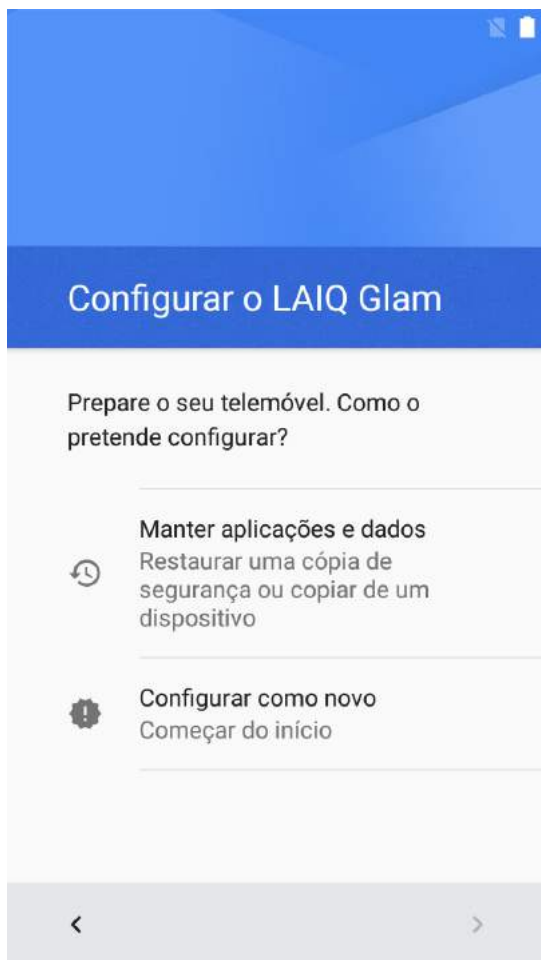 Configurar o LAIQ Glam
Prepare o seu telemóvel. Como o
pretende configurar?
Manter aplicações e dados
Restaurar uma cópia de
segurança ou copiar de um
dispositivo
Configurar como novo
Começar do início